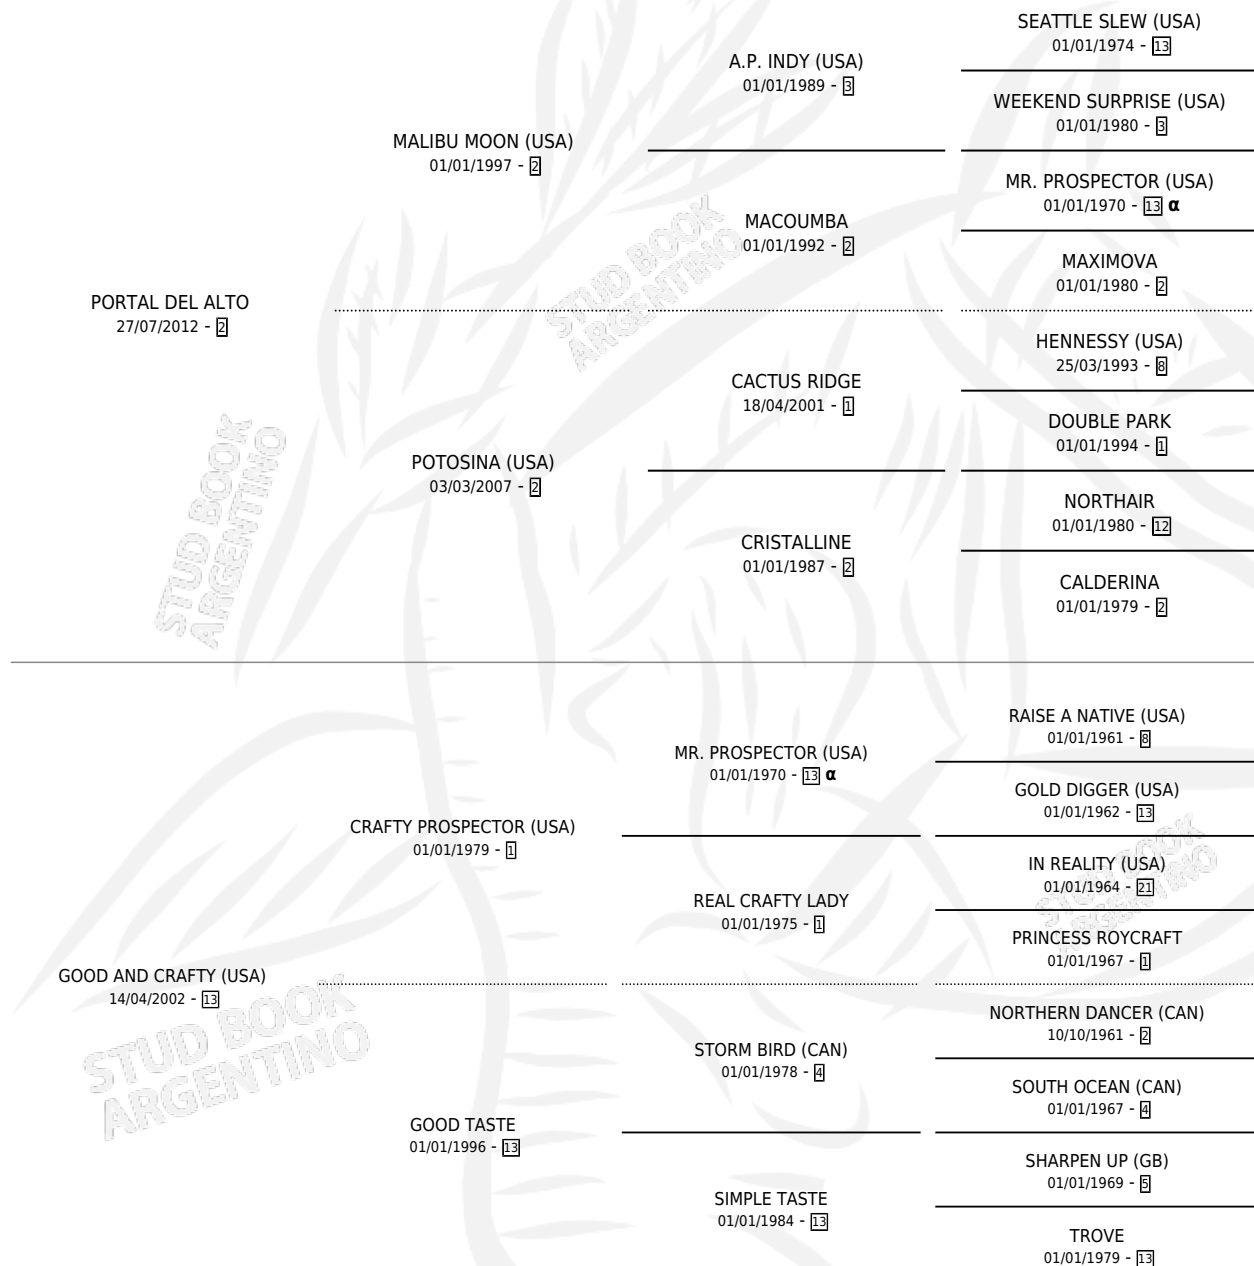 SEATTLE SLEW (USA)
01/01/1974 - 13
A.P. INDY (USA)
01/01/1989 - 3
WEEKEND SURPRISE (USA)
01/01/1980 - 3
MALIBU MOON (USA)
01/01/1997 - 2
MR. PROSPECTOR (USA)
01/01/1970 - 13 α
MACOUMBA
01/01/1992 - 2
MAXIMOVA
01/01/1980 - 2
PORTAL DEL ALTO
27/07/2012 - 2
HENNESSY (USA)
25/03/1993 - 8
CACTUS RIDGE
18/04/2001 - 1
DOUBLE PARK
01/01/1994 - 1
POTOSINA (USA)
03/03/2007 - 2
NORTHAIR
01/01/1980 - 12
CRISTALLINE
01/01/1987 - 2
CALDERINA
01/01/1979 - 2
STUD BOOK
ARGENTINO
STUD BOOK
ARGENTINO
RAISE A NATIVE (USA)
01/01/1961 - 8
MR. PROSPECTOR (USA)
01/01/1970 - 13 α
GOLD DIGGER (USA)
01/01/1962 - 13
CRAFTY PROSPECTOR (USA)
01/01/1979 - 1
IN REALITY (USA)
01/01/1964 - 21
REAL CRAFTY LADY
01/01/1975 - 1
PRINCESS ROYCRAFT
01/01/1967 - 1
GOOD AND CRAFTY (USA)
14/04/2002 - 13
NORTHERN DANCER (CAN)
10/10/1961 - 2
STORM BIRD (CAN)
01/01/1978 - 4
SOUTH OCEAN (CAN)
01/01/1967 - 4
GOOD TASTE
01/01/1996 - 13
SHARPEN UP (GB)
01/01/1969 - 5
SIMPLE TASTE
01/01/1984 - 13
TROVE
01/01/1979 - 13
STUD BOOK
ARGENTINO
STUD BOOK
ARGENTINO